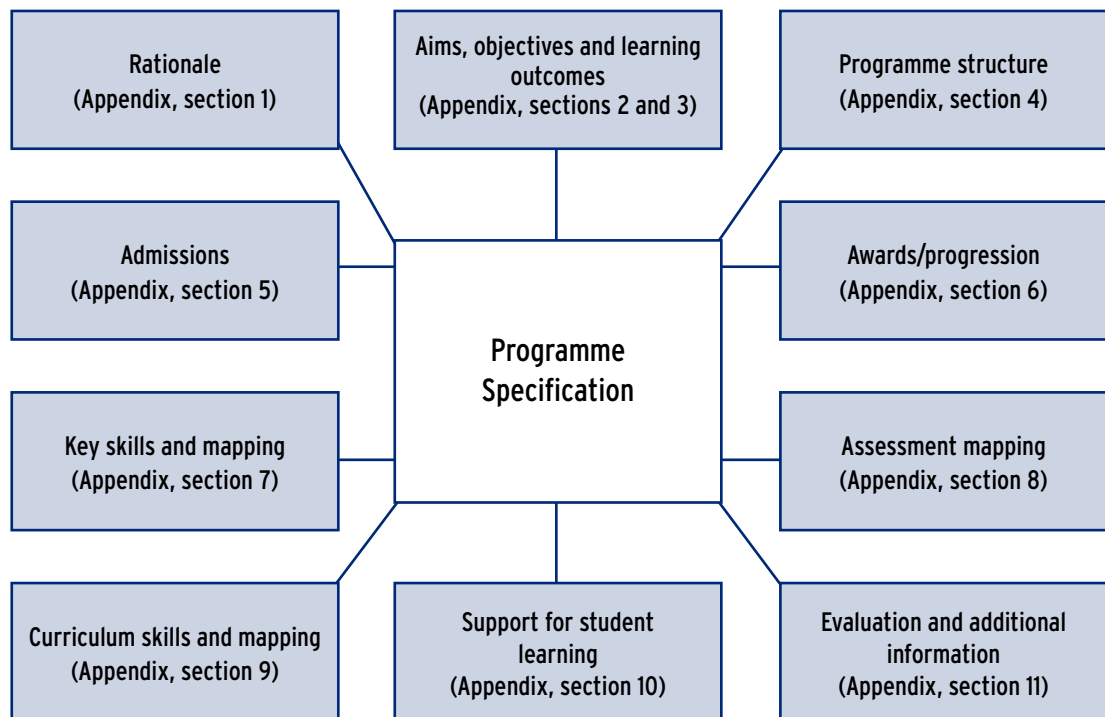 Rationale
(Appendix, section 1)
Aims, objectives and learning
outcomes
(Appendix, sections 2 and 3)
Programme structure
(Appendix, section 4)
Admissions
(Appendix, section 5)
Awards/progression
(Appendix, section 6)
Programme
Specification
Key skills and mapping
(Appendix, section 7)
Assessment mapping
(Appendix, section 8)
Curriculum skills and mapping
(Appendix, section 9)
Support for student
learning
(Appendix, section 10)
Evaluation and additional
information
(Appendix, section 11)